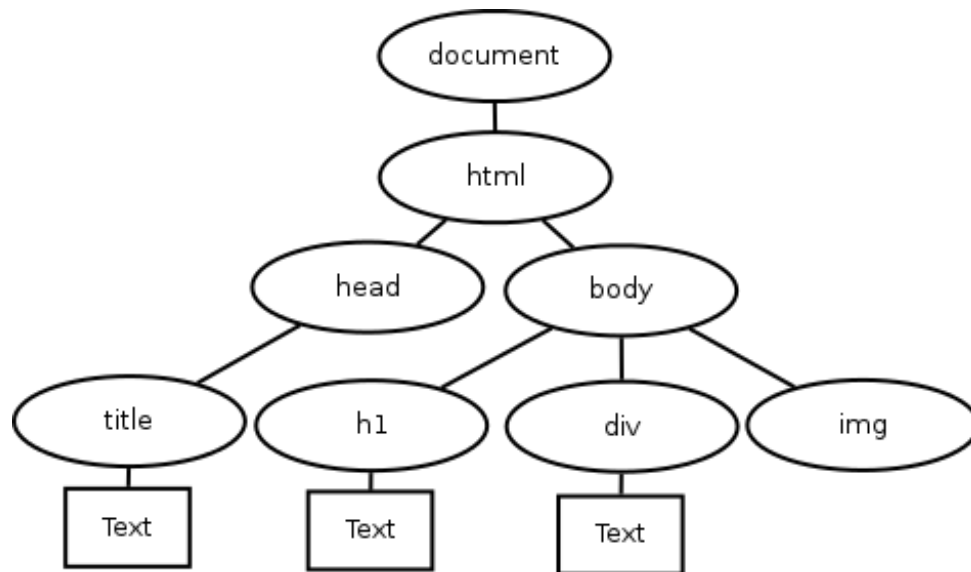 document
html
head
body
title
h1
div
img
Text
Text
Text